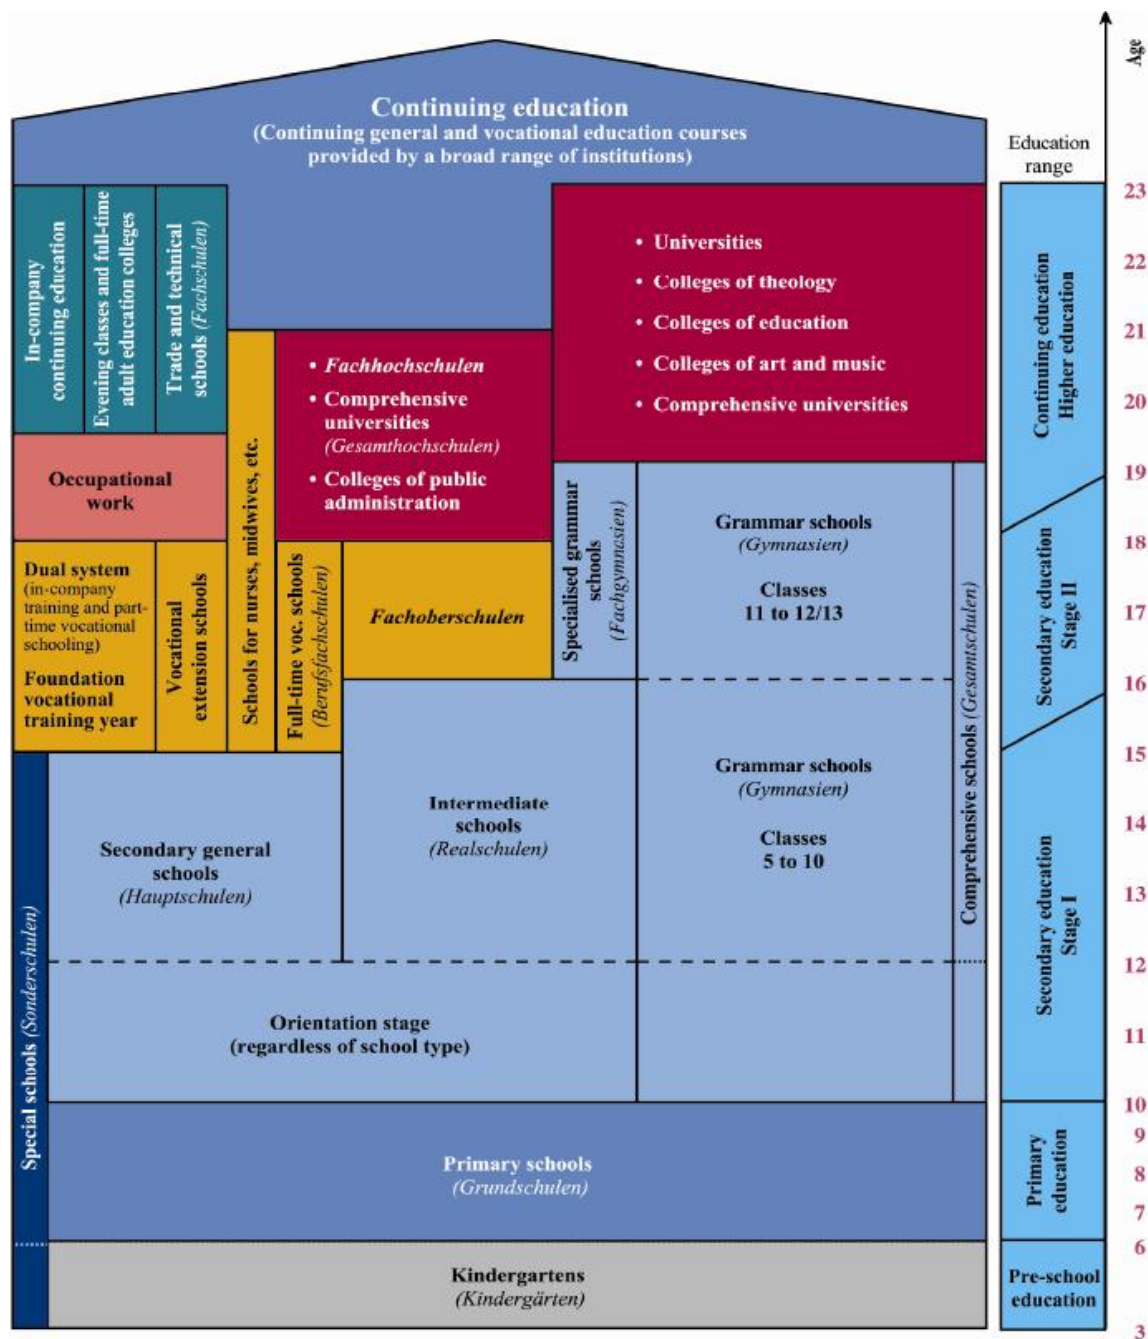 Continuing education
(Continuing general and vocational education courses
provided by a broad range of institutions)
Age
Education
range
In-company
continuing education
Evening classes and full-time
adult education colleges
Trade and technical
schools (Fachschulen)
• Universities
• Colleges of theology
• Colleges of education
• Colleges of art and music
• Comprehensive universities
• Fachhochschulen
• Comprehensive
universities
(Gesamthochschulen)
• Colleges of public
administration
Occupational
work
Schools for nurses, midwives, etc.
Dual system
(in-company
training and part-
time vocational
schooling)
Foundation
vocational
training year
Vocational
extension schools
Full-time voc. schools
(Berufsfachschulen)
Fachoberschulen
Specialised grammar
schools
(Fachgymnasien)
Grammar schools
(Gymnasien)
Classes
11 to 12/13
Comprehensive schools (Gesamtschulen)
Secondary general
schools
(Hauptschulen)
Intermediate
schools
(Realschulen)
Grammar schools
(Gymnasien)
Classes
5 to 10
Orientation stage
(regardless of school type)
Special schools (Sonderschulen)
Primary schools
(Grundschulen)
Kindergartens
(Kindergärten)
Continuing education
Higher education
Secondary education
Stage II
Secondary education
Stage I
Primary
education
Pre-school
education
23
22
21
20
19
18
17
16
15
14
13
12
11
10
9
8
7
6
3